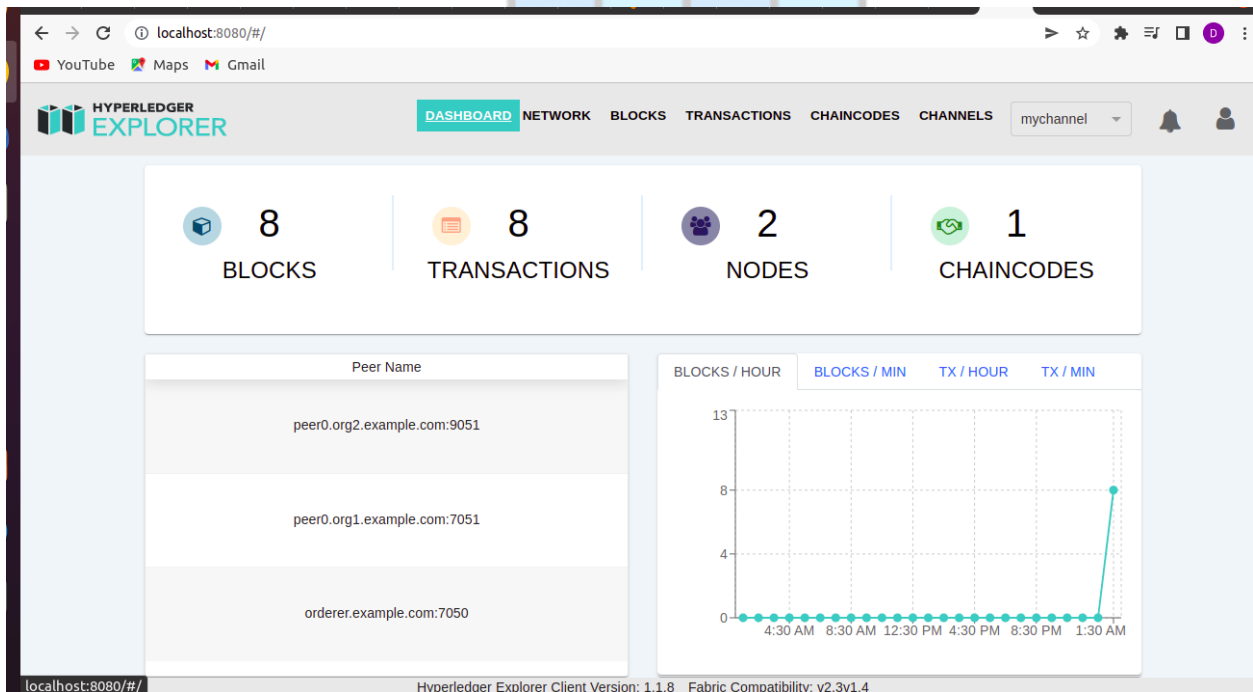 localhost:8080/#/
D
YouTube Maps Gmail
HYPERLEDGER
EXPLORER
DASHBOARD NETWORK BLOCKS TRANSACTIONS CHAINCODES CHANNELS mychannel
8 8 2 1
BLOCKS TRANSACTIONS NODES CHAINCODES
Peer Name
peer0.org2.example.com:9051
peer0.org1.example.com:7051
orderer.example.com:7050
BLOCKS / HOUR BLOCKS / MIN TX / HOUR TX / MIN
13
8
4
0
4:30 AM 8:30 AM 12:30 PM 4:30 PM 8:30 PM 1:30 AM
localhost:8080/#/
Hyperledger Explorer Client Version: 1.1.8 Fabric Compatibility: v2.3v1.4